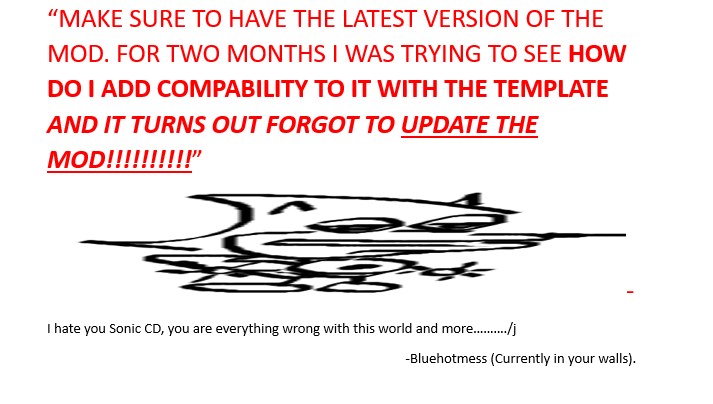 “MAKE SURE TO HAVE THE LATEST VERSION OF THE
MOD. FOR TWO MONTHS I WAS TRYING TO SEE HOW
DO I ADD COMPABILITY TO IT WITH THE TEMPLATE
AND IT TURNS OUT FORGOT TO UPDATE THE
MOD!!!!!!!!!!”
-
I hate you Sonic CD, you are everything wrong with this world and more………./j
-Bluehotmess (Currently in your walls).